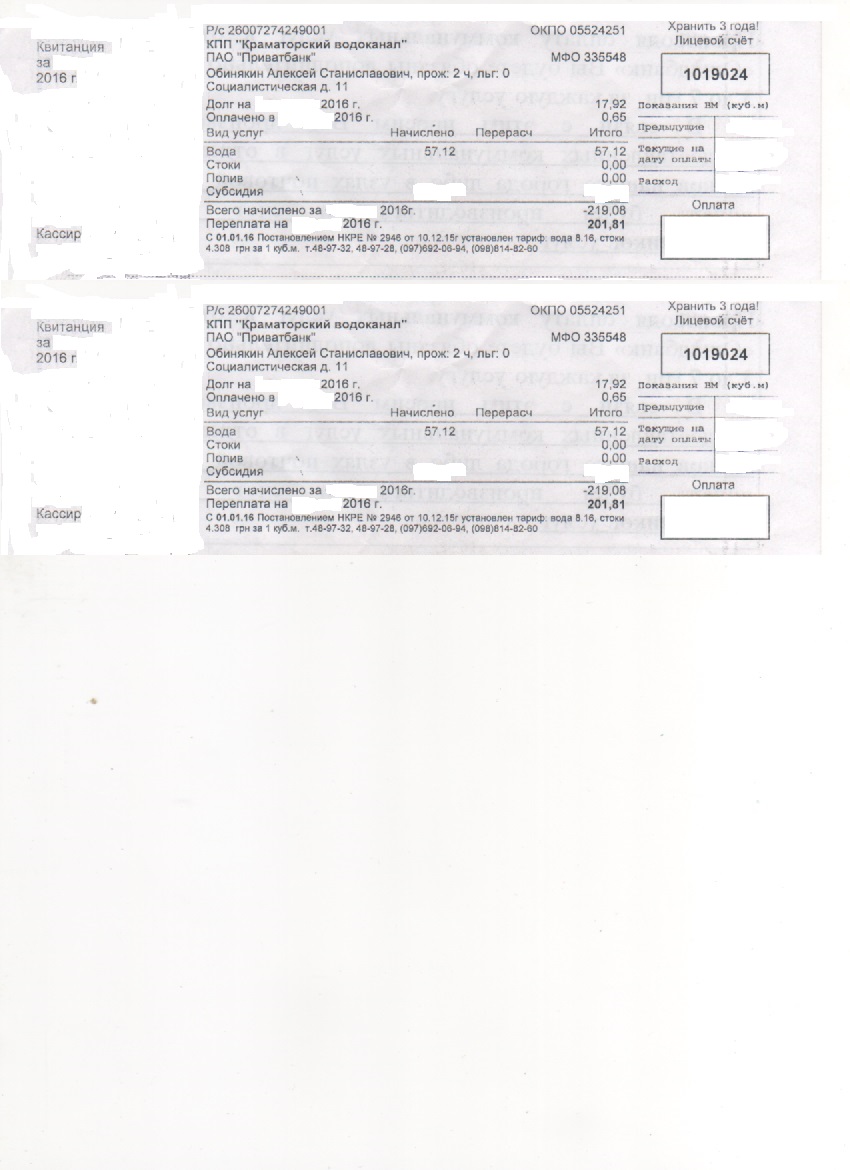 Квитанция
за
2016 г
Кассир
Р/с 26007274249001 ОКПО 05524251
КПП "Краматорский водоканал"
ПАО "Приватбанк" МФО 335548
Обинякин Алексей Станиславович, прож: 2 ч, льг: 0
Социалистическая д. 11
Долг на 2016 г. 17,92
Оплачено в 2016 г. 0,65
Вид услуг Начислено Перерасч Итого
Вода 57,12 57,12
Стоки 0,00
Полив 0,00
Субсидия
Всего начислено за 2016г. -219,08
Переплата на 2016 г. 201,81
С 01.01.16 Постановлением НКРЕ № 2946 от 10.12.15г установлен тариф: вода 8.16, стоки
4.308 грн за 1 куб.м. т.48-97-32, 48-97-28, (097)692-06-94, (098)614-82-60
Хранить 3 года!
Лицевой счёт
1019024
Показания ВМ (куб.м)
Предыдущие
Текущие на
дату оплаты
Расход
Оплата
Квитанция
за
2016 г
Кассир
Р/с 26007274249001 ОКПО 05524251
КПП "Краматорский водоканал"
ПАО "Приватбанк" МФО 335548
Обинякин Алексей Станиславович, прож: 2 ч, льг: 0
Социалистическая д. 11
Долг на 2016 г. 17,92
Оплачено в 2016 г. 0,65
Вид услуг Начислено Перерасч Итого
Вода 57,12 57,12
Стоки 0,00
Полив 0,00
Субсидия
Всего начислено за 2016г. -219,08
Переплата на 2016 г. 201,81
С 01.01.16 Постановлением НКРЕ № 2946 от 10.12.15г установлен тариф: вода 8.16, стоки
4.308 грн за 1 куб.м. т.48-97-32, 48-97-28, (097)692-06-94, (098)614-82-60
Хранить 3 года!
Лицевой счёт
1019024
Показания ВМ (куб.м)
Предыдущие
Текущие на
дату оплаты
Расход
Оплата